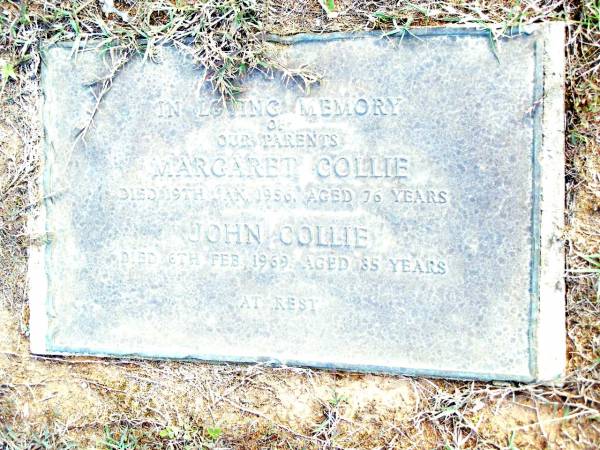 IN LOVING MEMORY
OF
OUR PARENTS
MARGARET COLLIE
DIED 19TH JAN. 1956, AGED 76 YEARS
JOHN COLLIE
DIED 6TH FEB. 1969, AGED 85 YEARS
AT REST